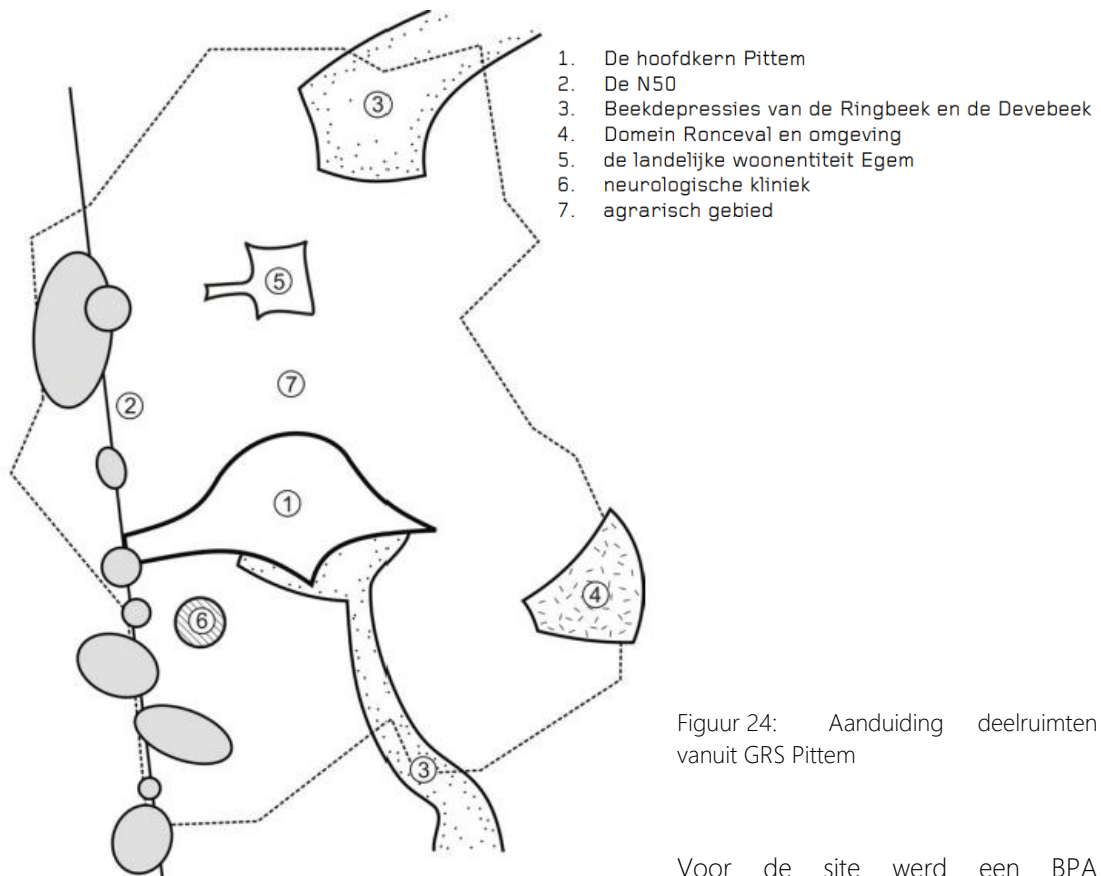 1. De hoofdkern Pittem
2. De N50
3. Beekdepressies van de Ringbeek en de Devebeek
4. Domein Ronceval en omgeving
5. de landelijke woonentiteit Egem
6. neurologische kliniek
7. agrarisch gebied
3
5
2
7
1
4
6
3
Figuur 24: Aanduiding deelruimten
vanuit GRS Pittem
Voor de site werd een BPA